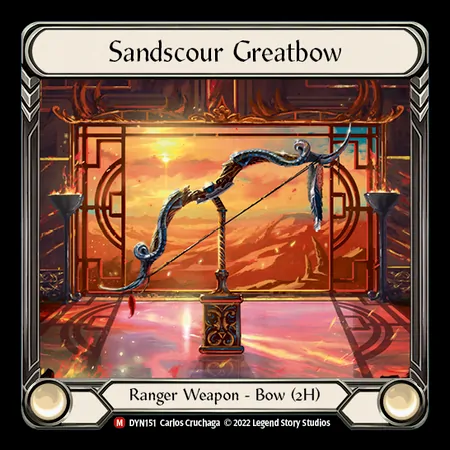 Sandscour Greatbow
Ranger Weapon - Bow (2H)
M DYN151 Carlos Cruchaga © 2022 Legend Story Studios